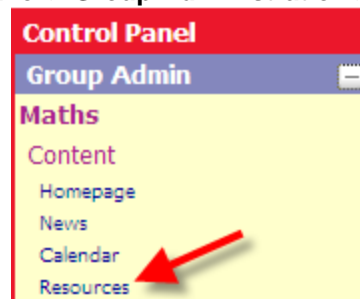 Control Panel
Group Admin
Maths
Content
Homepage
News
Calendar
Resources